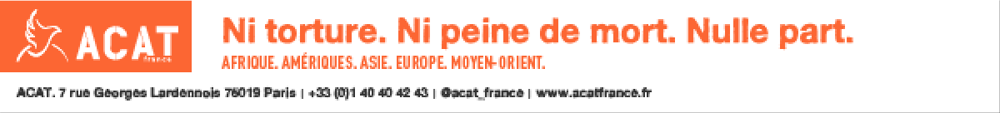 ACAT
france
Ni torture. Ni peine de mort. Nulle part.
AFRIQUE. AMÉRIQUES. ASIE. EUROPE. MOYEN-ORIENT.
ACAT. 7 rue Georges Lardennois 75019 Paris | +33 (0)1 40 40 42 43 | @acat_france | www.acatfrance.fr